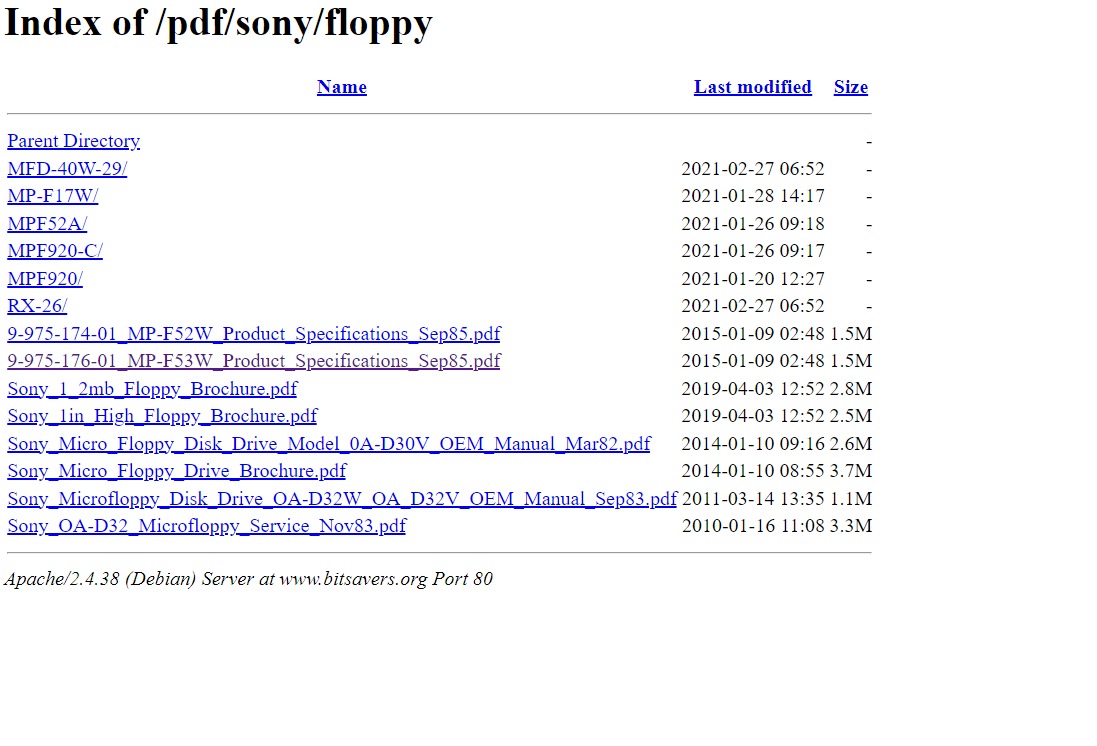 Index of /pdf/sony/floppy
Name Last modified Size
Parent Directory -
MFD-40W-29/ 2021-02-27 06:52 -
MP-F17W/ 2021-01-28 14:17 -
MPF52A/ 2021-01-26 09:18 -
MPF920-C/ 2021-01-26 09:17 -
MPF920/ 2021-01-20 12:27 -
RX-26/ 2021-02-27 06:52 -
9-975-174-01_MP-F52W_Product_Specifications_Sep85.pdf 2015-01-09 02:48 1.5M
9-975-176-01_MP-F53W_Product_Specifications_Sep85.pdf 2015-01-09 02:48 1.5M
Sony_1_2mb_Floppy_Brochure.pdf 2019-04-03 12:52 2.8M
Sony_1in_High_Floppy_Brochure.pdf 2019-04-03 12:52 2.5M
Sony_Micro_Floppy_Disk_Drive_Model_0A-D30V_OEM_Manual_Mar82.pdf 2014-01-10 09:16 2.6M
Sony_Micro_Floppy_Drive_Brochure.pdf 2014-01-10 08:55 3.7M
Sony_Microfloppy_Disk_Drive_OA-D32W_OA_D32V_OEM_Manual_Sep83.pdf 2011-03-14 13:35 1.1M
Sony_OA-D32_Microfloppy_Service_Nov83.pdf 2010-01-16 11:08 3.3M
Apache/2.4.38 (Debian) Server at www.bitsavers.org Port 80